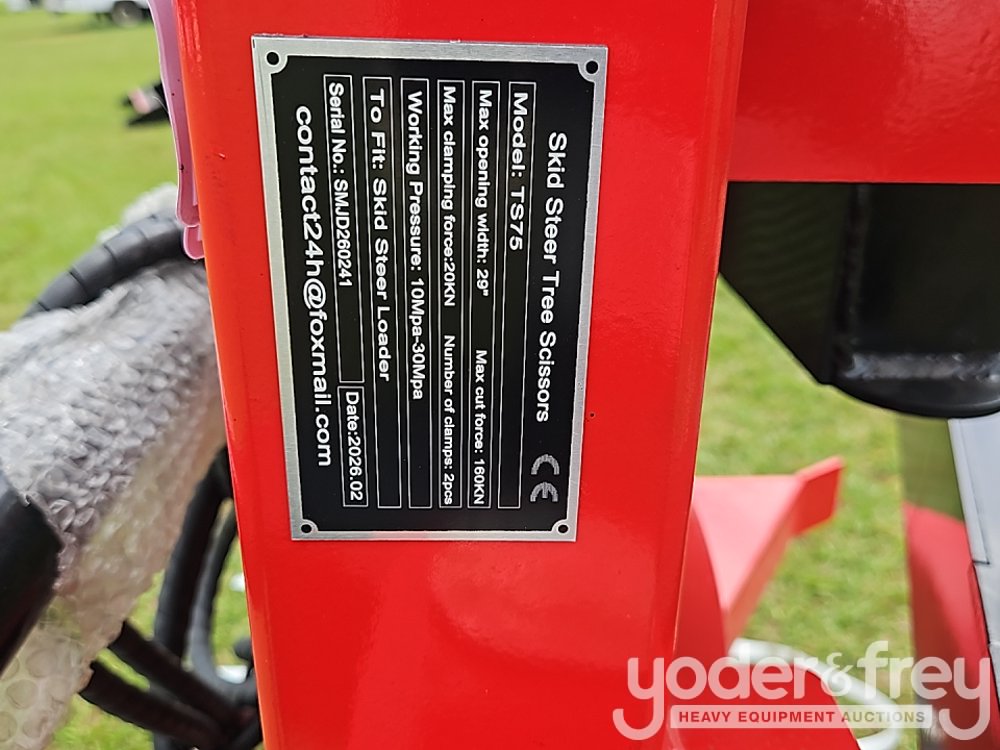 Skid Steer Tree Scissors
CE
Model: TS75
Max opening width: 29" Max cut force: 160KN
Max clamping force:20KN Number of clamps: 2pcs
Working Pressure: 10Mpa-30Mpa
To Fit: Skid Steer Loader
Serial No.: SMJD260241 Date:2026.02
contact24h@foxmail.com
yoder&frey
HEAVY EQUIPMENT AUCTIONS